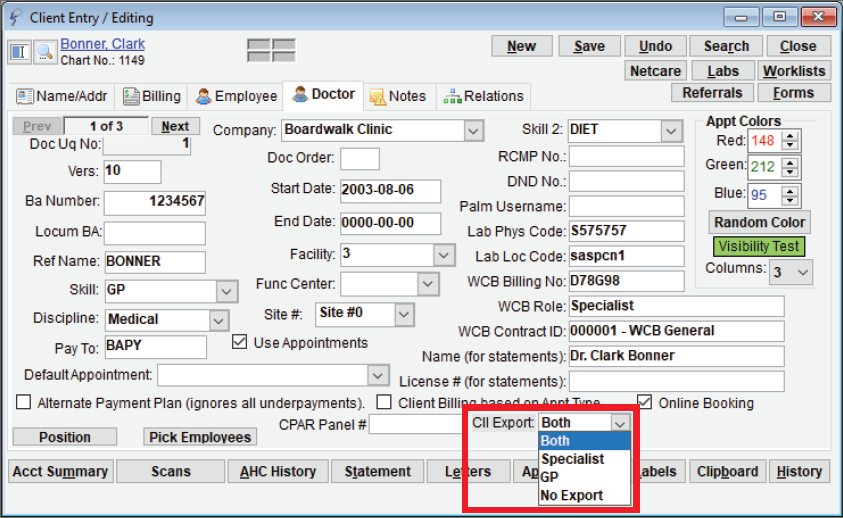 Client Entry / Editing
Bonner, Clark
Chart No.: 1149
New Save Undo Search Close
Netcare Labs Worklists
Referrals Forms
Name/Addr Billing Employee Doctor Notes Relations
Prev 1 of 3 Next
Company: Boardwalk Clinic
Skill 2: DIET
Appt Colors
Doc Uq No: 1
Doc Order:
RCMP No.:
Red: 148
Vers: 10
Start Date: 2003-08-06
DND No.:
Green: 212
Ba Number: 1234567
End Date: 0000-00-00
Palm Username:
Blue: 95
Locum BA:
Facility: 3
Lab Phys Code: S575757
Random Color
Ref Name: BONNER
Func Center:
Lab Loc Code: saspcn1
Visibility Test
Skill: GP
Site #: Site #0
WCB Billing No: D78G98
Columns: 3
Discipline: Medical
Use Appointments
WCB Role: Specialist
Pay To: BAPY
WCB Contract ID: 000001 - WCB General
Name (for statements): Dr. Clark Bonner
Default Appointment:
License # (for statements):
Alternate Payment Plan (ignores all underpayments). Client Billing based on Appt Type Online Booking
CPAR Panel #
CII Export: Both
Both
Specialist
GP
No Export
Position Pick Employees
Acct Summary Scans AHC History Statement Letters Ap abels Clipboard History